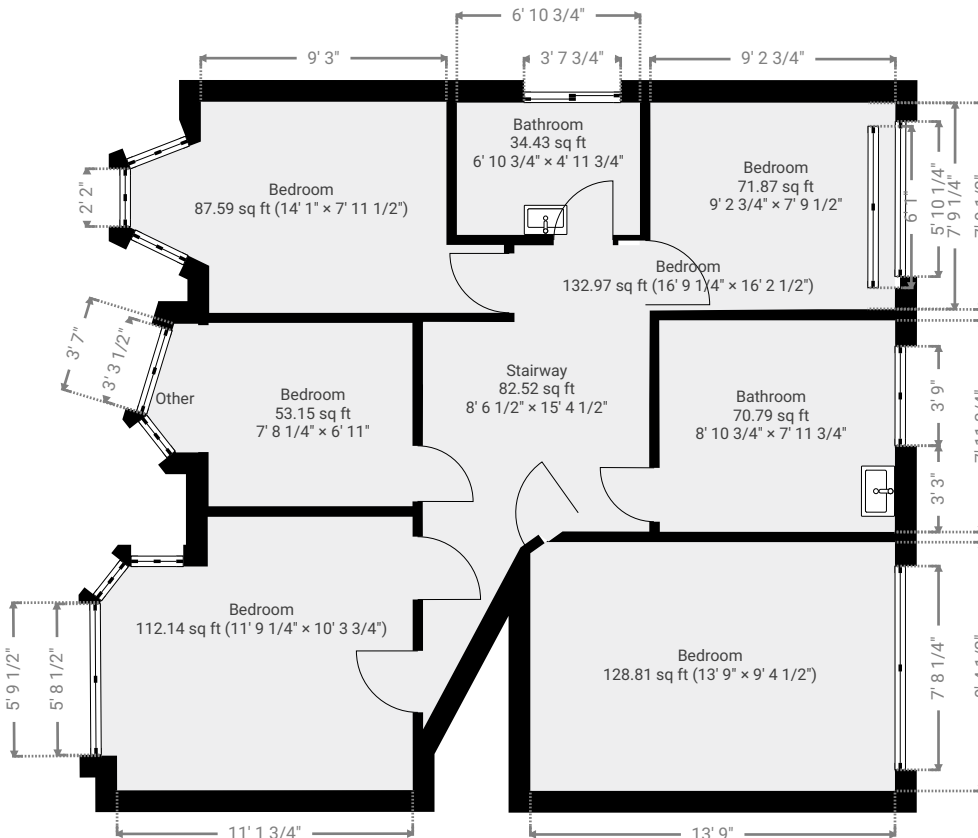 6' 10 3/4"
9' 3"
3' 7 3/4"
9' 2 3/4"
Bathroom
34.43 sq ft
6' 10 3/4" × 4' 11 3/4"
Bedroom
71.87 sq ft
9' 2 3/4" × 7' 9 1/2"
Bedroom
87.59 sq ft (14' 1" × 7' 11 1/2")
2' 2"
6' 1"
5' 10 1/4"
7' 9 1/4"
Bedroom
132.97 sq ft (16' 9 1/4" × 16' 2 1/2")
3' 7"
3' 3 1/2"
Other
Bedroom
53.15 sq ft
7' 8 1/4" × 6' 11"
Stairway
82.52 sq ft
8' 6 1/2" × 15' 4 1/2"
Bathroom
70.79 sq ft
8' 10 3/4" × 7' 11 3/4"
3' 9"
3' 3"
Bedroom
112.14 sq ft (11' 9 1/4" × 10' 3 3/4")
5' 9 1/2"
5' 8 1/2"
Bedroom
128.81 sq ft (13' 9" × 9' 4 1/2")
7' 8 1/4"
11' 1 3/4"
13' 9"